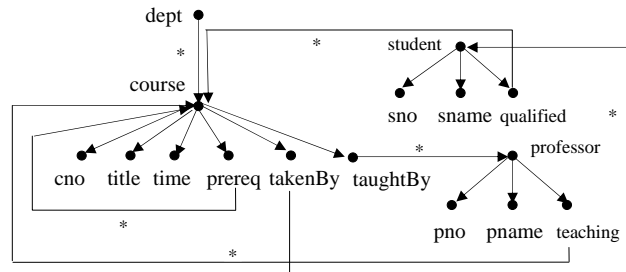 dept
*
*
student
course
sno sname qualified
*
professor
*
cno title time prereq takenBy taughtBy
*
pno pname teaching
*